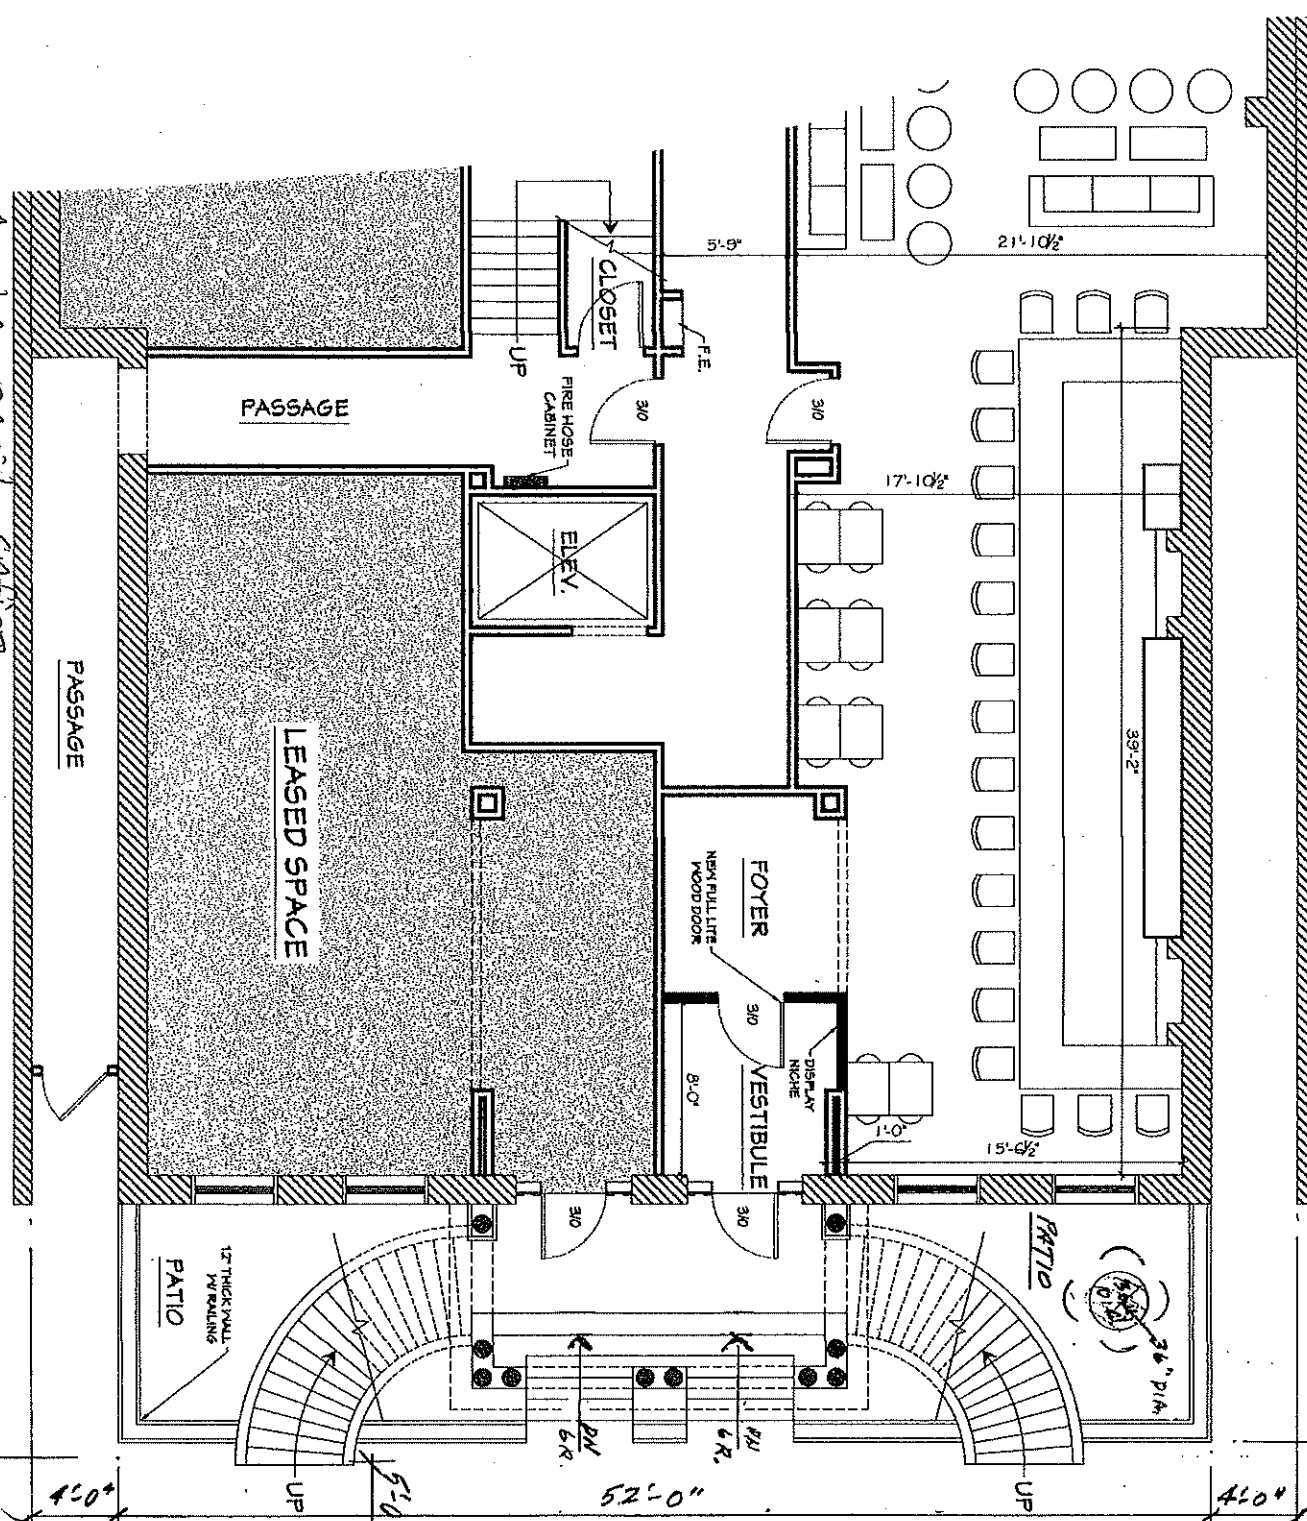 5'-9"
21'-10½"
CLOSET
F.E.
UP
3/0
3/0
PASSAGE
FIRE HOSE
CABINET
17'-10½"
ELEV.
39'-2"
PASSAGE
LEASED SPACE
FOYER
NEW FULL LITE
WOOD DOOR
3/0
DISPLAY
NICHE
8'-0"
VESTIBULE
1'-0"
15'-6½"
3/0
3/0
PATIO
12" THICK WALL
W/ RAILING
PATIO
36" DIA
DN
6R
6R.
UP
UP
5'-0
4'-0"
52'-0"
4'-0"